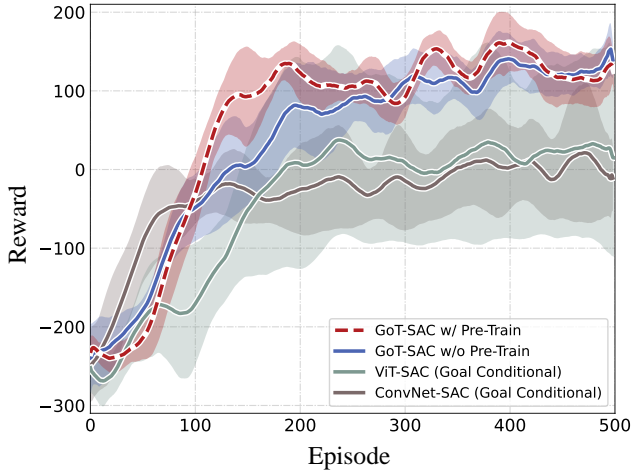 200
100
0
−100
−200
−300
Reward
0
100
200
300
400
500
Episode
GoT-SAC w/ Pre-Train
GoT-SAC w/o Pre-Train
ViT-SAC (Goal Conditional)
ConvNet-SAC (Goal Conditional)